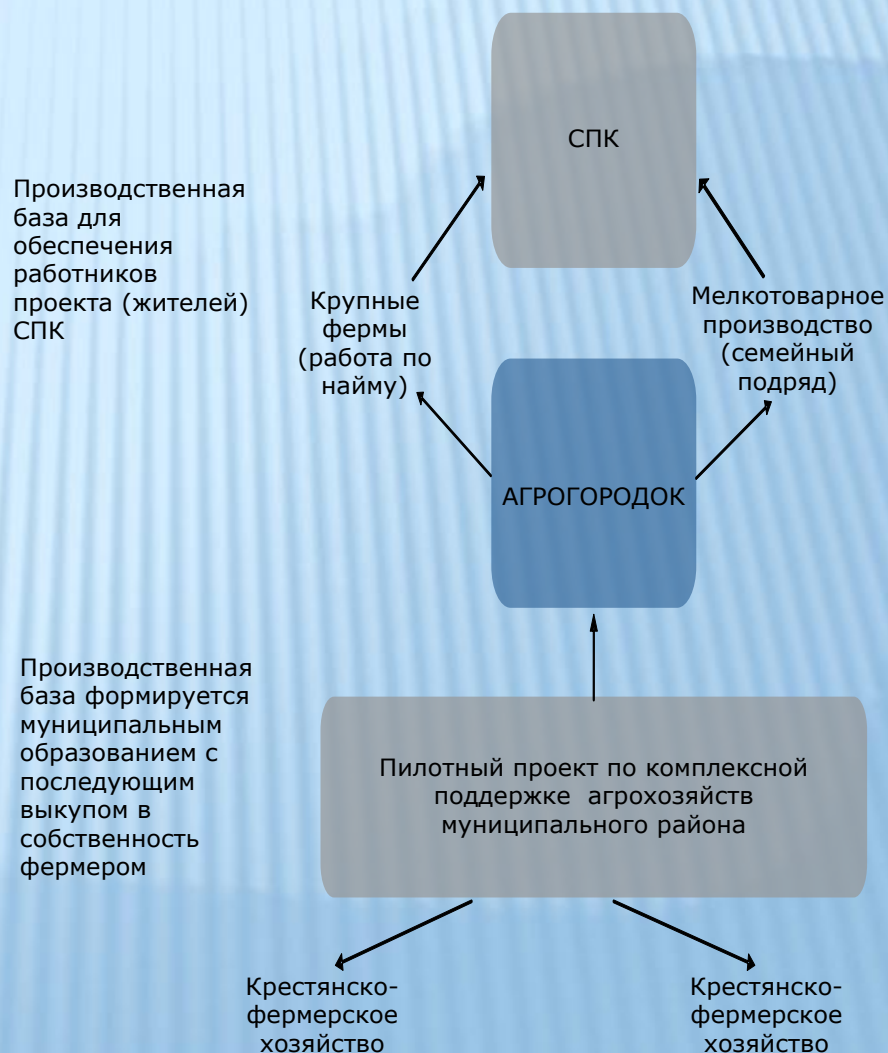 СПК
Производственная
база для
обеспечения
работников
проекта (жителей)
СПК
Крупные
фермы
(работа по
найму)
Мелкотоварное
производство
(семейный
подряд)
АГРОГОРОДОК
Производственная
база формируется
муниципальным
образованием с
последующим
выкупом в
собственность
фермером
Пилотный проект по комплексной
поддержке агрохозяйств
муниципального района
Крестянско-
фермерское
хозяйство
Крестянско-
фермерское
хозяйство